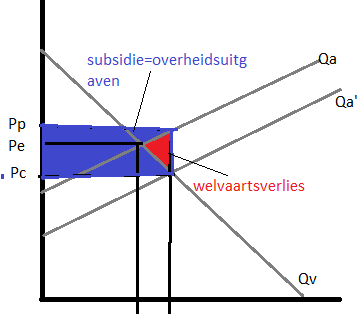 subsidie=overheidsuitg
aven
Qa
Qa'
Pp
Pe
Pc
welvaartsverlies
Qv